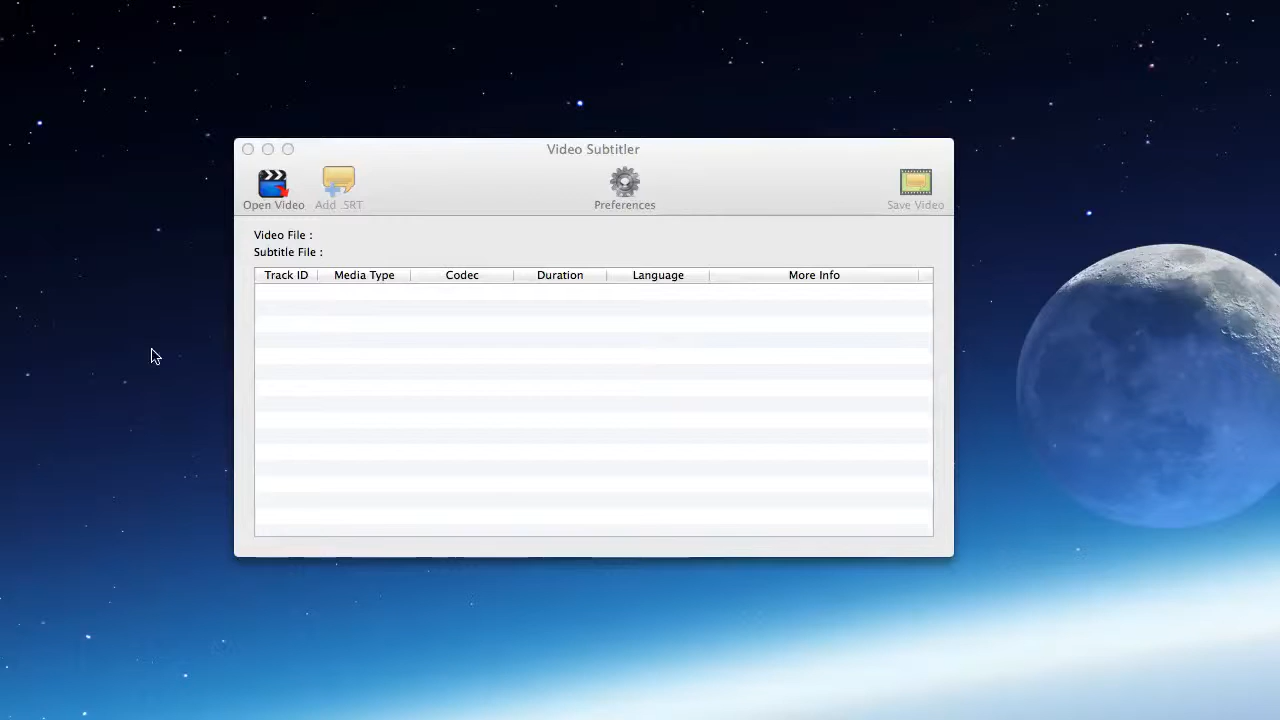 Video Subtitler
Open Video Add .SRT Preferences Save Video
Video File :
Subtitle File :
Track ID Media Type Codec Duration Language More Info